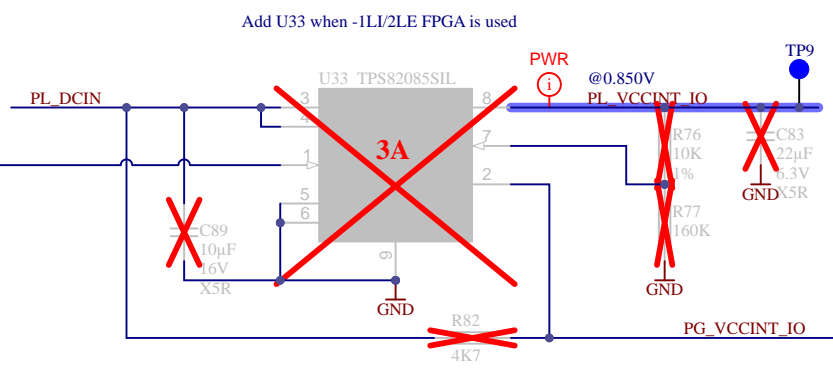 Add U33 when -1LI/2LE FPGA is used
TP9
PWR
i
U33 TPS82085SIL
@0.850V
PL_DCIN
3
8
PL_VCCINT_IO
4
R76
C83
7
3A
10K
22µF
1
1%
6.3V
2
X5R
5
GND
6
R77
C89
160K
10µF
16V
9
X5R
GND
GND
R82
PG_VCCINT_IO
4K7